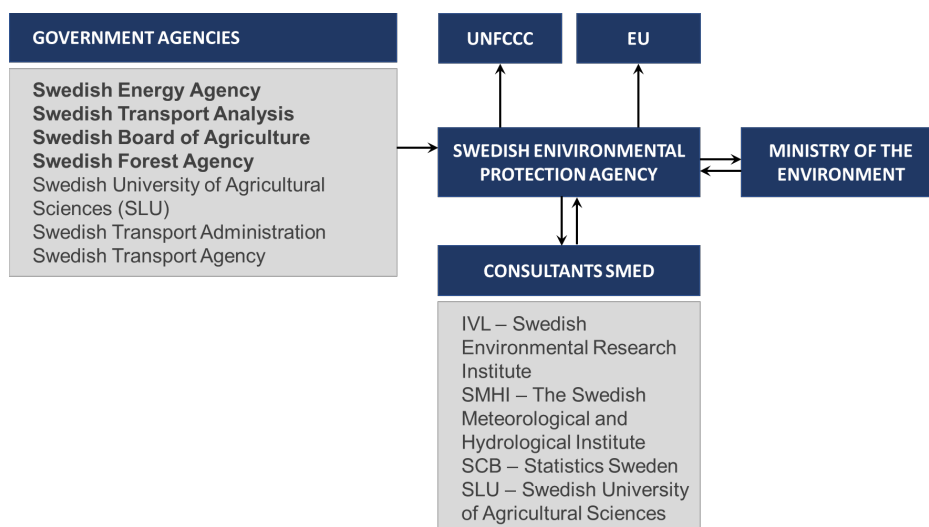 GOVERNMENT AGENCIES
Swedish Energy Agency
Swedish Transport Analysis
Swedish Board of Agriculture
Swedish Forest Agency
Swedish University of Agricultural
Sciences (SLU)
Swedish Transport Administration
Swedish Transport Agency
UNFCCC
EU
SWEDISH ENIVIRONMENTAL
PROTECTION AGENCY
MINISTRY OF THE
ENVIRONMENT
CONSULTANTS SMED
IVL – Swedish
Environmental Research
Institute
SMHI – The Swedish
Meteorological and
Hydrological Institute
SCB – Statistics Sweden
SLU – Swedish University
of Agricultural Sciences